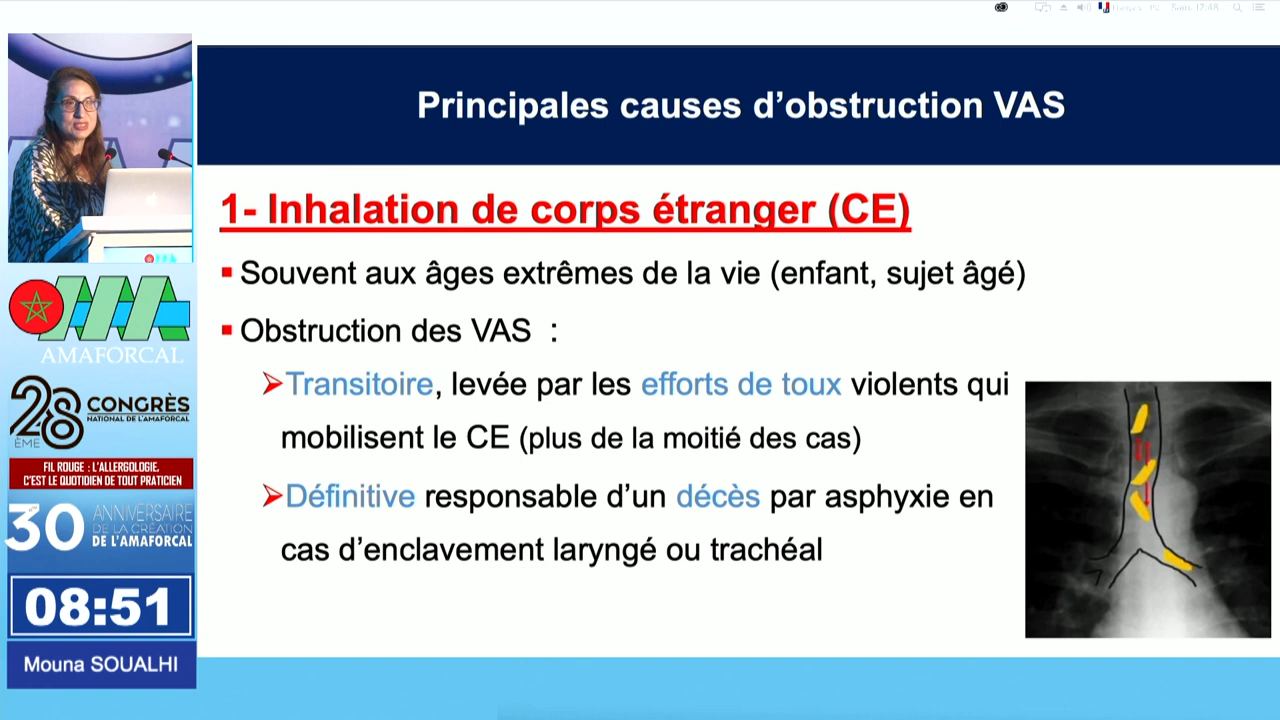 Français
Sam. 17:48
Principales causes d’obstruction VAS
1- Inhalation de corps étranger (CE)
Souvent aux âges extrêmes de la vie (enfant, sujet âgé)
Obstruction des VAS :
Transitoire, levée par les efforts de toux violents qui
mobilisent le CE (plus de la moitié des cas)
Définitive responsable d’un décès par asphyxie en
cas d’enclavement laryngé ou trachéal
AMAFORCAL
28
ÈME
CONGRÈS
NATIONAL DE L'AMAFORCAL
FIL ROUGE : L'ALLERGOLOGIE,
C'EST LE QUOTIDIEN DE TOUT PRATICIEN
30
ANNIVERSAIRE
DE LA CRÉATION
DE L'AMAFORCAL
08:51
Mouna SOUALHI